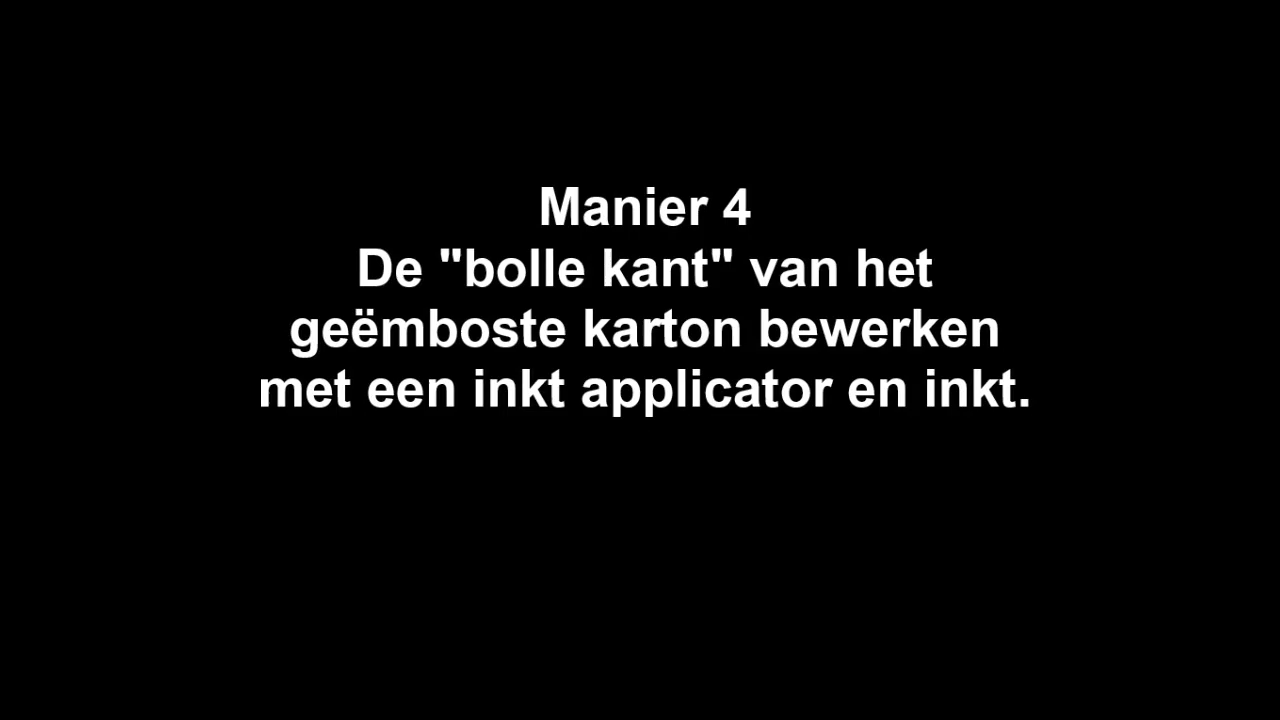 Manier 4
De "bolle kant" van het
geëmboste karton bewerken
met een inkt applicator en inkt.